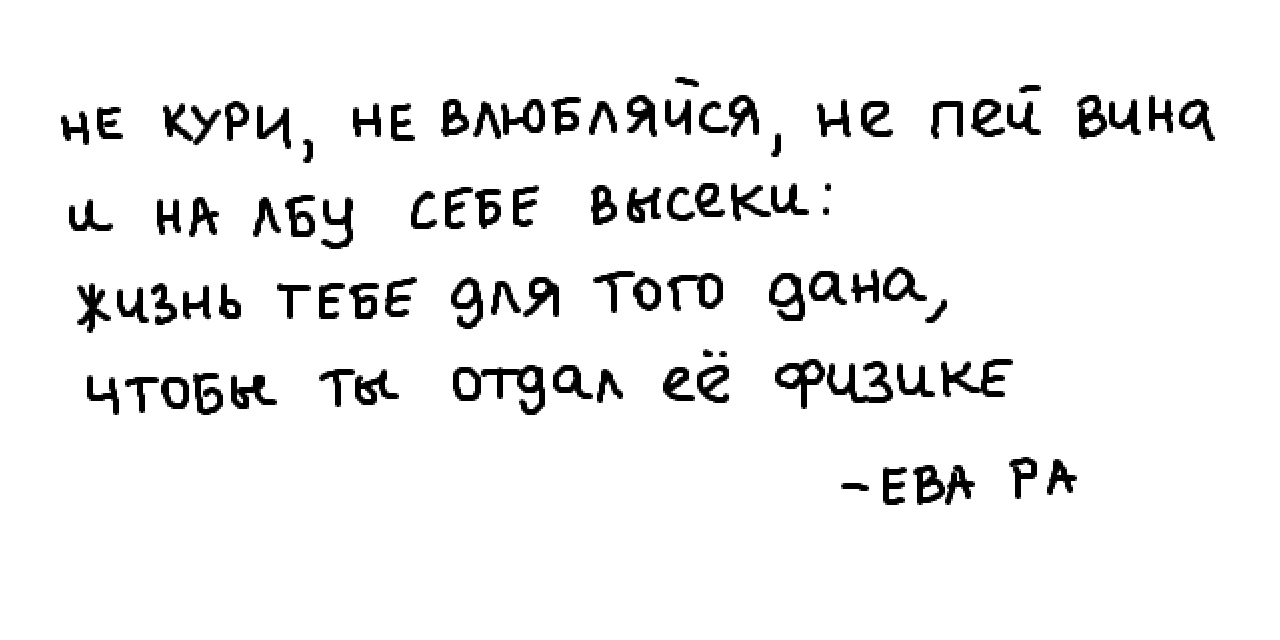 не кури, не влюбляйся, не пей вина
и на лбу себе высеки:
жизнь тебе для того дана,
чтобы ты отдал её физике
-ЕВА РА